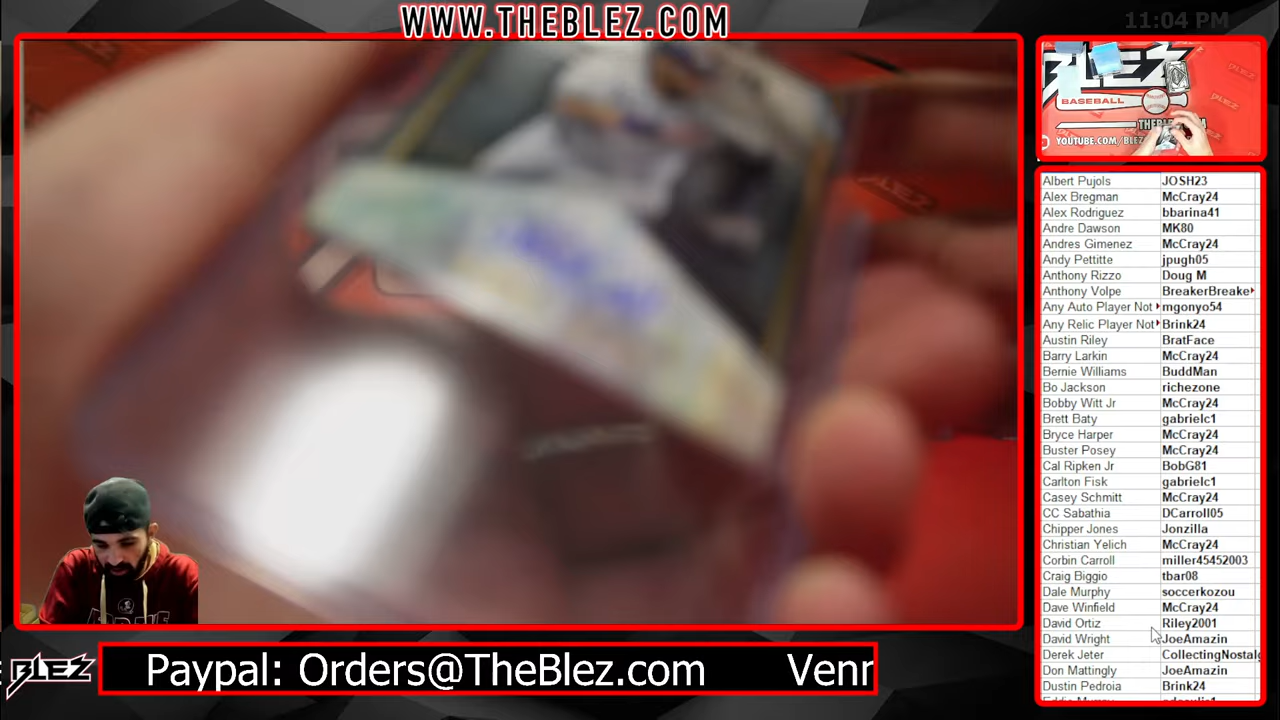 WWW.THEBLEZ.COM
11:04 PM
BLEZ
BASEBALL
YOUTUBE.COM/BLEZ
Albert Pujols JOSH23
Alex Bregman McCray24
Alex Rodriguez bbarina41
Andre Dawson MK80
Andres Gimenez McCray24
Andy Pettitte jpugh05
Anthony Rizzo Doug M
Anthony Volpe BreakerBreake
Any Auto Player Not mgonyo54
Any Relic Player Not Brink24
Austin Riley BratFace
Barry Larkin McCray24
Bernie Williams BuddMan
Bo Jackson richezone
Bobby Witt Jr McCray24
Brett Baty gabrielc1
Bryce Harper McCray24
Buster Posey McCray24
Cal Ripken Jr BobG81
Carlton Fisk gabrielc1
Casey Schmitt McCray24
CC Sabathia DCarroll05
Chipper Jones Jonzilla
Christian Yelich McCray24
Corbin Carroll miller45452003
Craig Biggio tbar08
Dale Murphy soccerkozou
Dave Winfield McCray24
David Ortiz Riley2001
David Wright JoeAmazin
Derek Jeter CollectingNostalg
Don Mattingly JoeAmazin
Dustin Pedroia Brink24
BLEZ
Paypal: Orders@TheBlez.com Venr